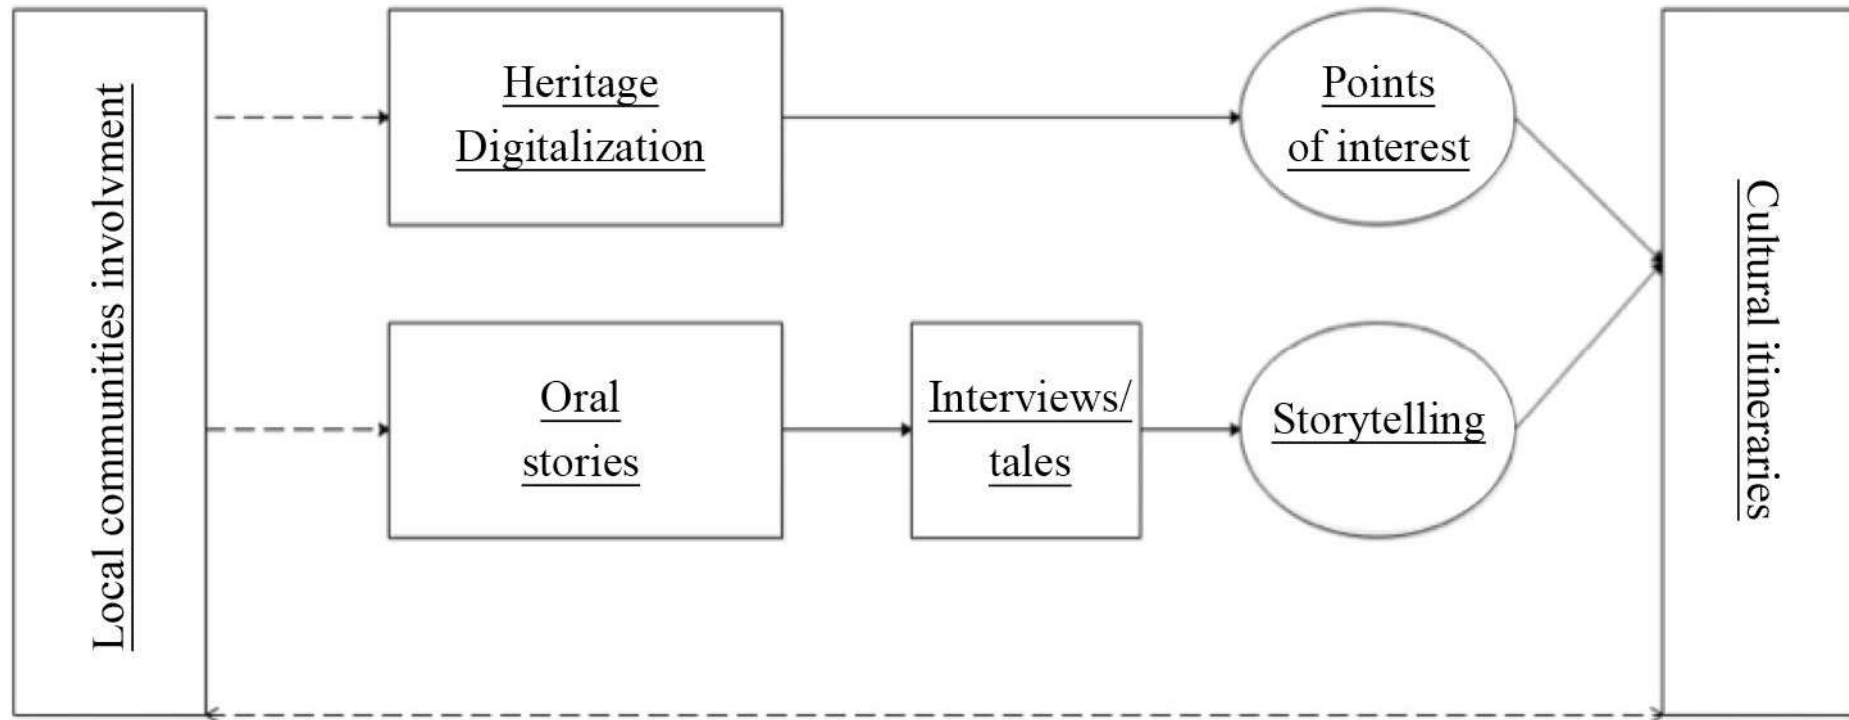 Local communities involvment
Heritage
Digitalization
Points
of interest
Oral
stories
Interviews/
tales
Storytelling
Cultural itineraries